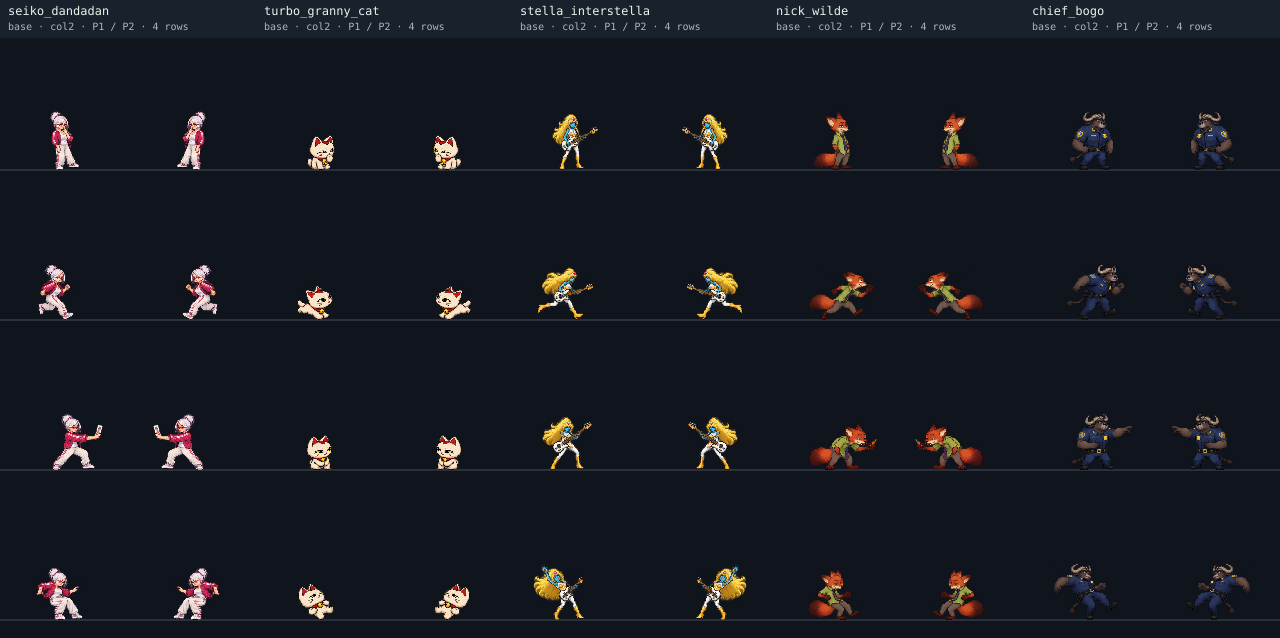 seiko_dandadan
base · col2 · P1 / P2 · 4 rows
turbo_granny_cat
base · col2 · P1 / P2 · 4 rows
stella_interstella
base · col2 · P1 / P2 · 4 rows
nick_wilde
base · col2 · P1 / P2 · 4 rows
chief_bogo
base · col2 · P1 / P2 · 4 rows